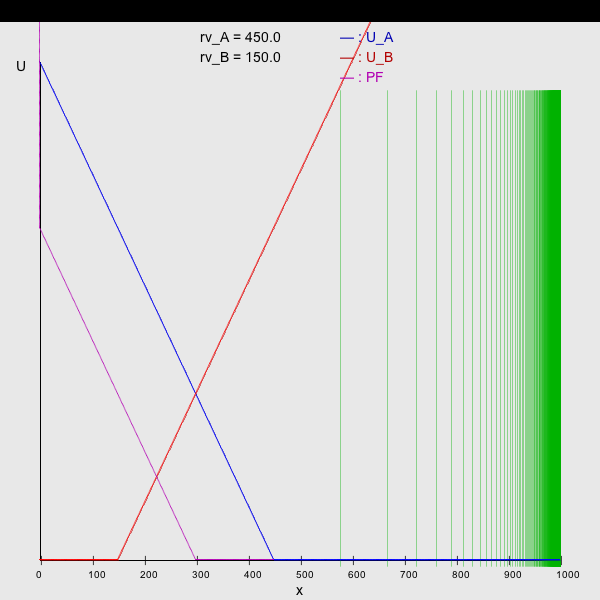 rv_A = 450.0 — : U_A
U rv_B = 150.0 — : U_B
— : PF
0 100 200 300 400 500 600 700 800 900 1000
x